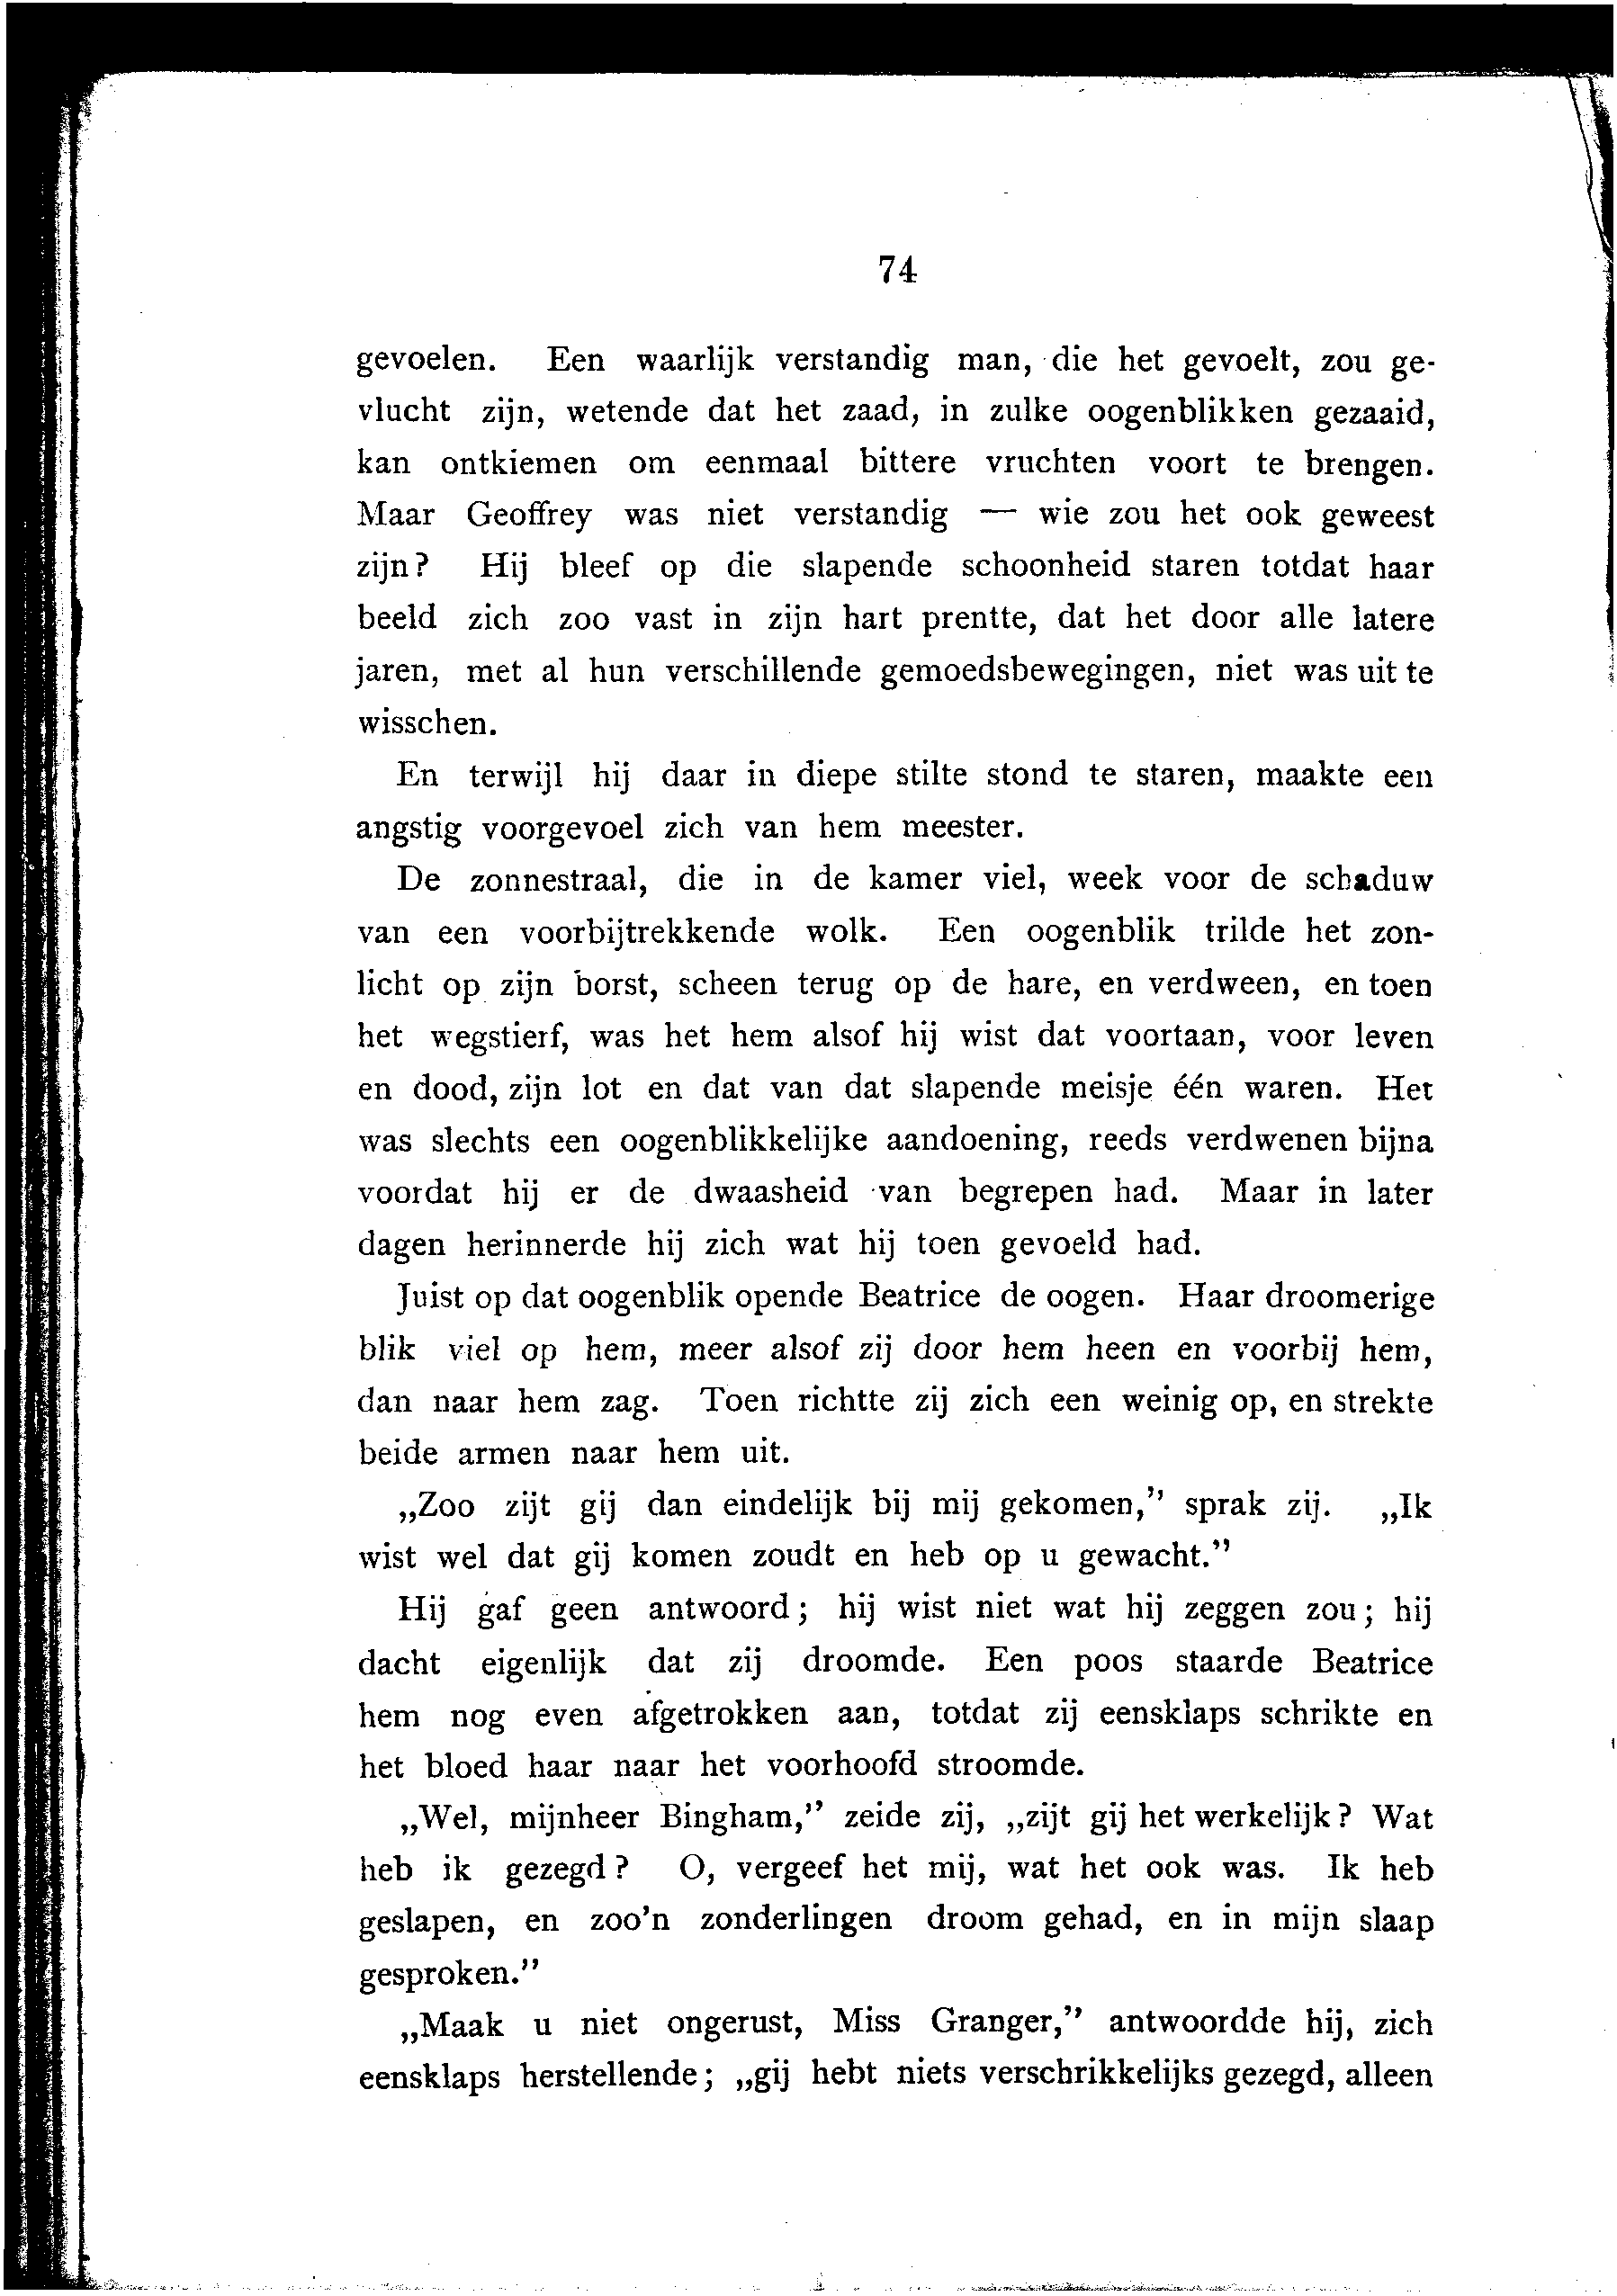 74
gevoelen. Een waarlijk verstandig man, die het gevoelt, zou ge-
vlucht zijn, wetende dat het zaad, in zulke oogenblikken gezaaid,
kan ontkiemen om eenmaal bittere vruchten voort te brengen.
Maar Geoffrey was niet verstandig — wie zou het ook geweest
zijn? Hij bleef op die slapende schoonheid staren totdat haar
beeld zich zoo vast in zijn hart prentte, dat het door alle latere
jaren, met al hun verschillende gemoedsbewegingen, niet was uit te
wisschen.
En terwijl hij daar in diepe stilte stond te staren, maakte een
angstig voorgevoel zich van hem meester.
De zonnestraal, die in de kamer viel, week voor de schaduw
van een voorbijtrekkende wolk. Een oogenblik trilde het zon-
licht op zijn borst, scheen terug op de hare, en verdween, en toen
het wegstierf, was het hem alsof hij wist dat voortaan, voor leven
en dood, zijn lot en dat van dat slapende meisje één waren. Het
was slechts een oogenblikkelijke aandoening, reeds verdwenen bijna
voordat hij er de dwaasheid van begrepen had. Maar in later
dagen herinnerde hij zich wat hij toen gevoeld had.
Juist op dat oogenblik opende Beatrice de oogen. Haar droomerige
blik viel op hem, meer alsof zij door hem heen en voorbij hem,
dan naar hem zag. Toen richtte zij zich een weinig op, en strekte
beide armen naar hem uit.
„Zoo zijt gij dan eindelijk bij mij gekomen,” sprak zij. „Ik
wist wel dat gij komen zoudt en heb op u gewacht.”
Hij gaf geen antwoord; hij wist niet wat hij zeggen zou; hij
dacht eigenlijk dat zij droomde. Een poos staarde Beatrice
hem nog even afgetrokken aan, totdat zij eensklaps schrikte en
het bloed haar naar het voorhoofd stroomde.
„Wel, mijnheer Bingham,” zeide zij, „zijt gij het werkelijk? Wat
heb ik gezegd? O, vergeef het mij, wat het ook was. Ik heb
geslapen, en zoo'n zonderlingen droom gehad, en in mijn slaap
gesproken.”
„Maak u niet ongerust, Miss Granger,” antwoordde hij, zich
eensklaps herstellende; „gij hebt niets verschrikkelijks gezegd, alleen